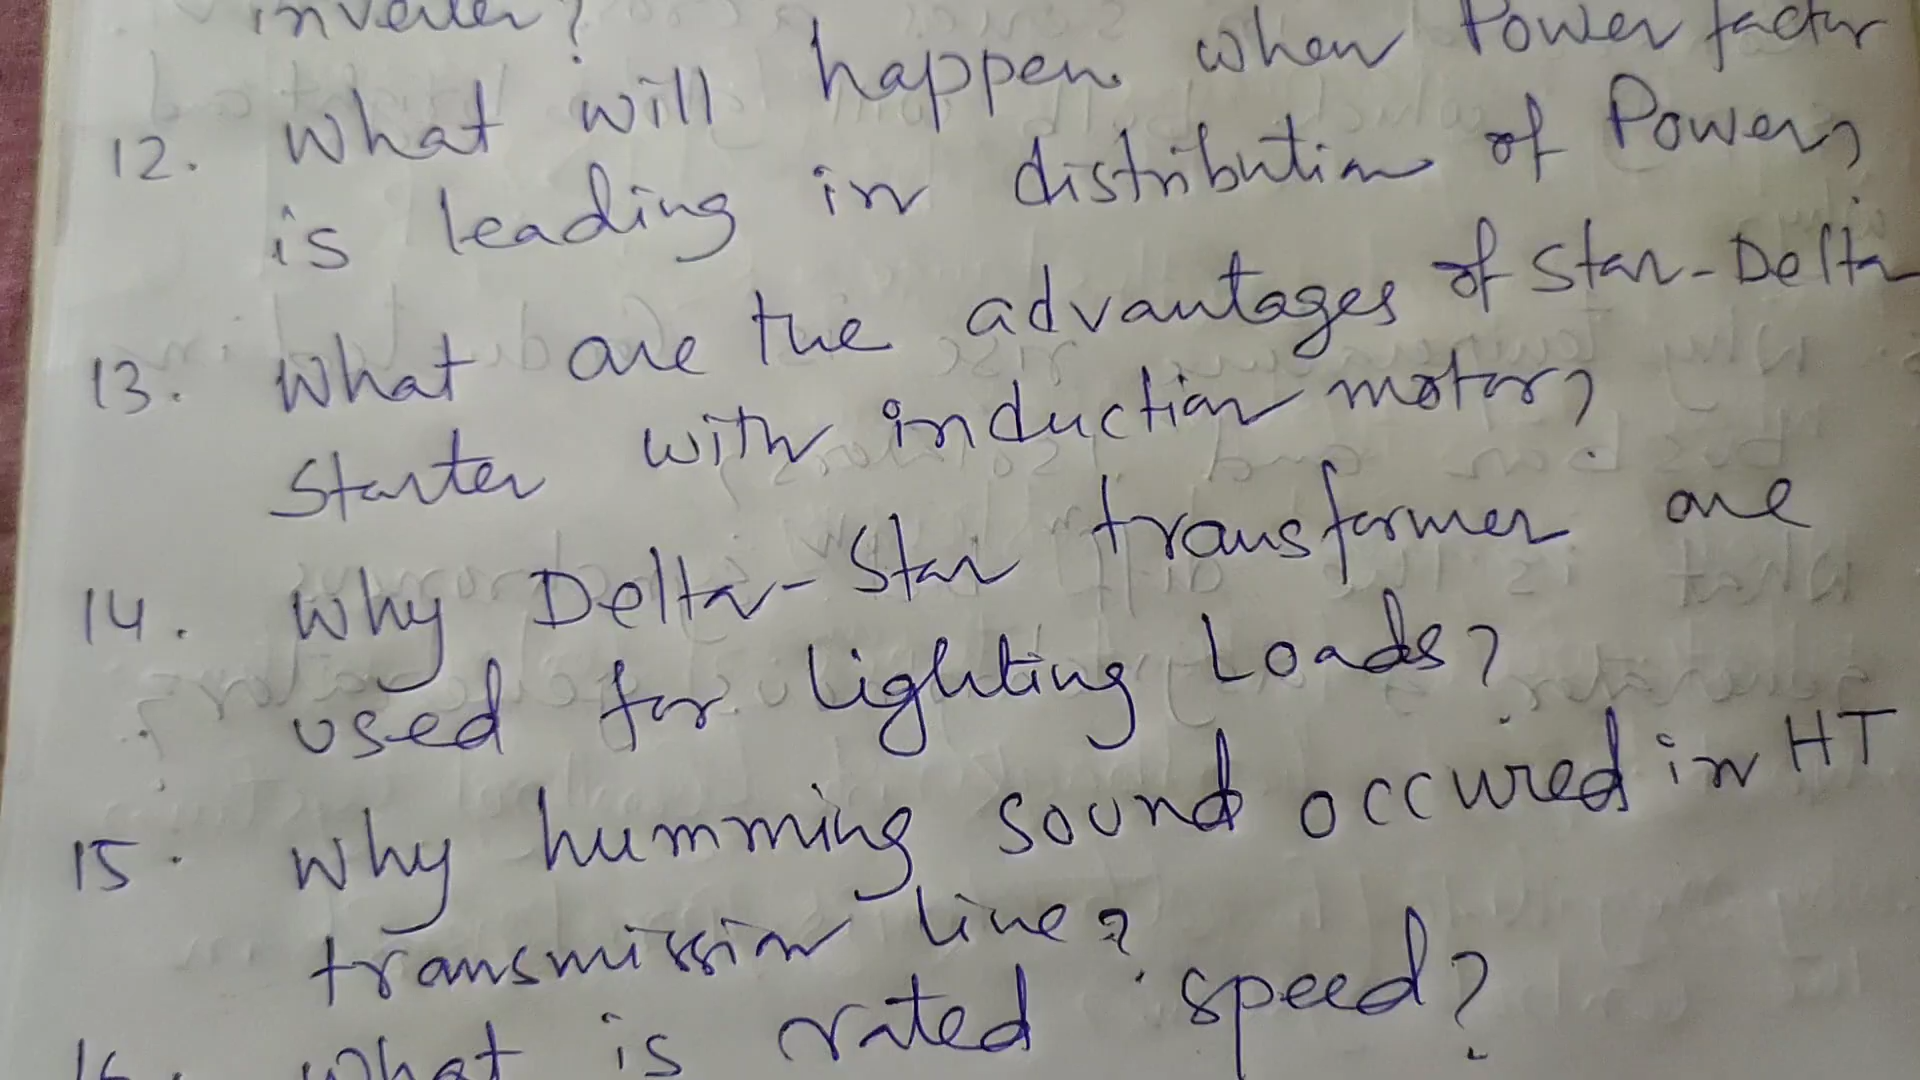 inverter?
12. What will happen when Power factor
is leading in distribution of Power?
13. What are the advantages of Star-Delta
Starter with induction motor?
14. Why Delta-Star transformer are
used for Lighting Loads?
15. Why humming sound occured in HT
transmission line?
16. What is rated speed?